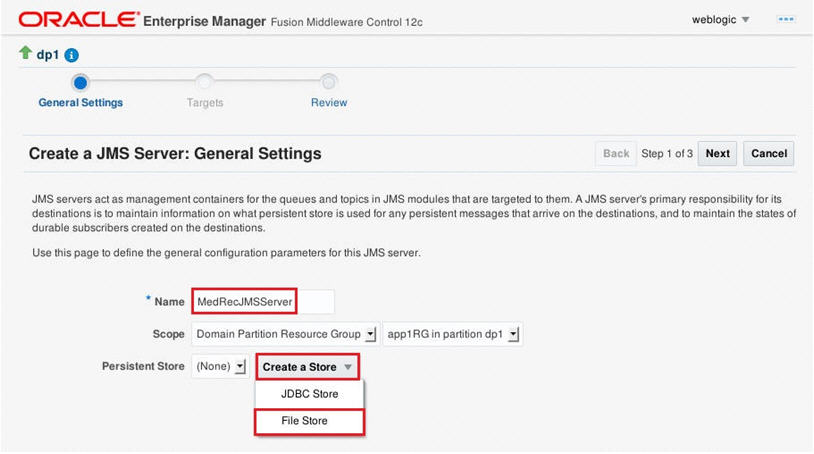 ORACLE Enterprise Manager Fusion Middleware Control 12c
weblogic
dp1
General Settings
Targets
Review
Create a JMS Server: General Settings
Back Step 1 of 3 Next Cancel
JMS servers act as management containers for the queues and topics in JMS modules that are targeted to them. A JMS server's primary responsibility for its
destinations is to maintain information on what persistent store is used for any persistent messages that arrive on the destinations, and to maintain the states of
durable subscribers created on the destinations.
Use this page to define the general configuration parameters for this JMS server.
* Name MedRecJMSServer
Scope Domain Partition Resource Group app1RG in partition dp1
Persistent Store (None) Create a Store
JDBC Store
File Store